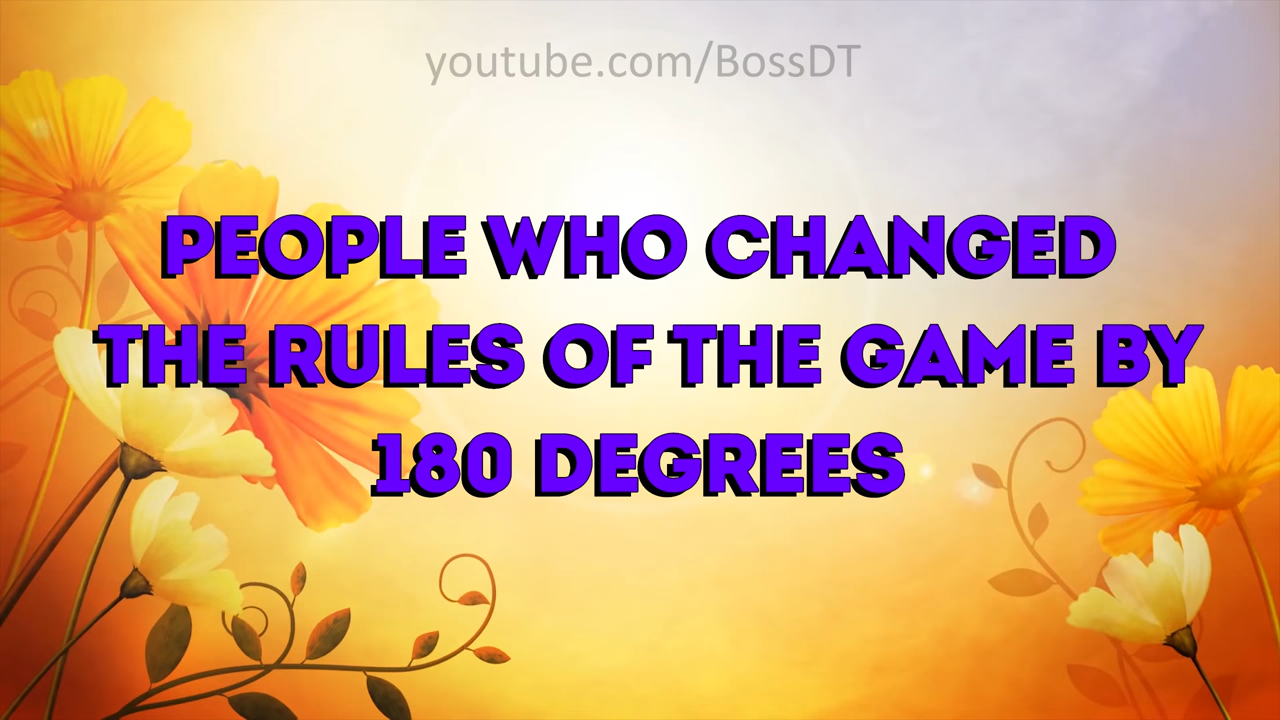 youtube.com/BossDT
PEOPLE WHO CHANGED
THE RULES OF THE GAME BY
180 DEGREES